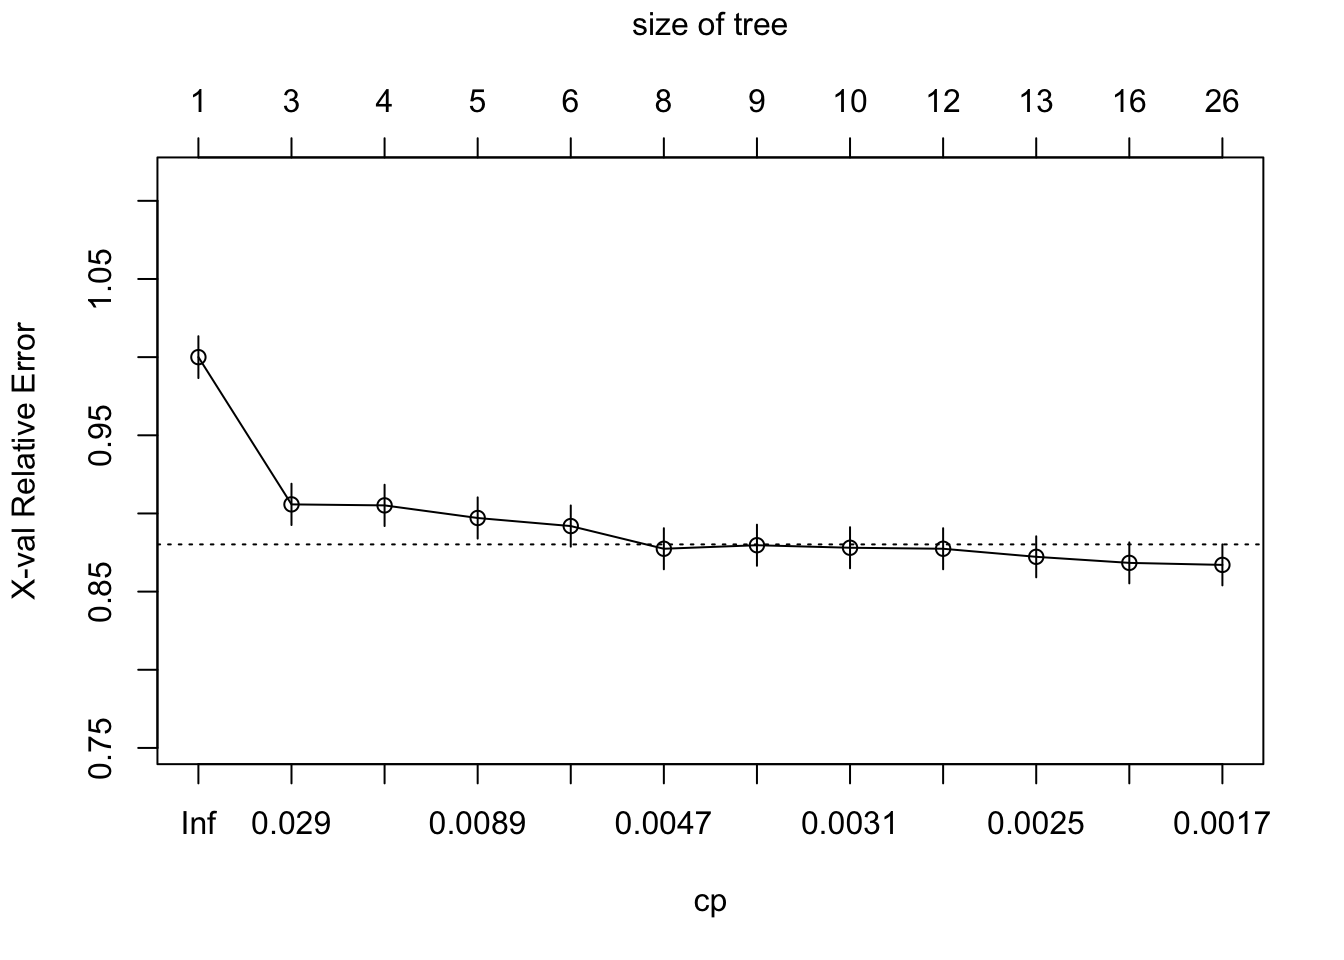 size of tree
1 3 4 5 6 8 9 10 12 13 16 26
X-val Relative Error
1.05
0.95
0.85
0.75
Inf 0.029 0.0089 0.0047 0.0031 0.0025 0.0017
cp